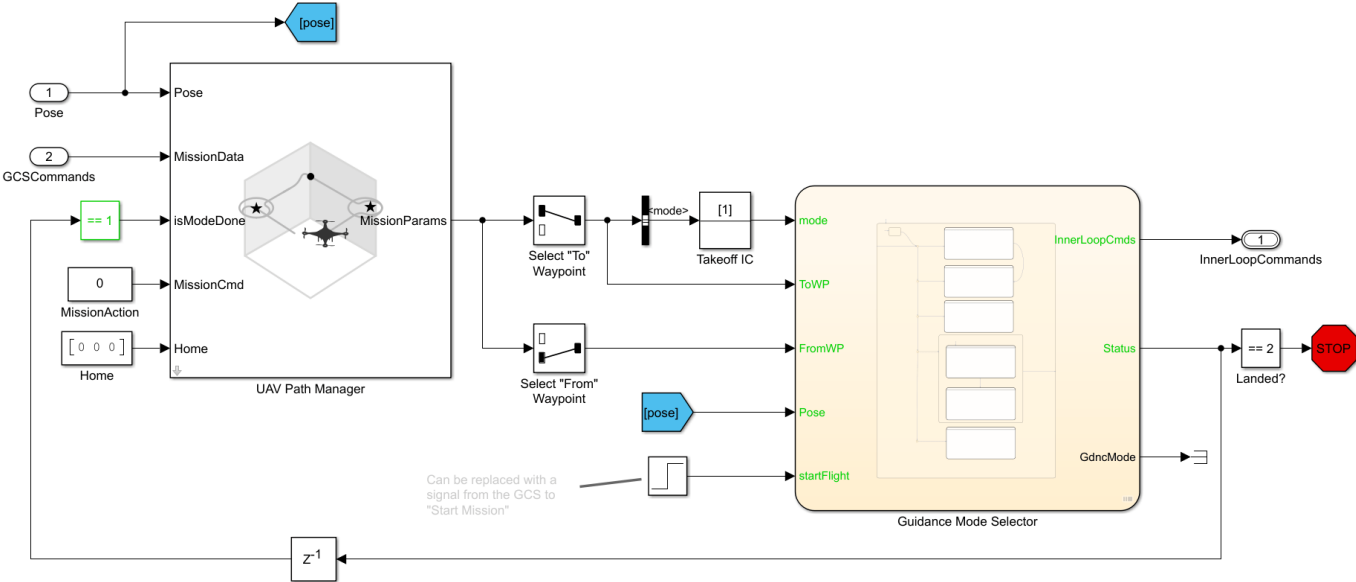 [pose]
1
Pose
Pose
2
GCSCommands
MissionData
== 1
isModeDone
MissionParams
0
MissionAction
MissionCmd
[0 0 0]
Home
Home
UAV Path Manager
Select "To"
Waypoint
<mode>
[1]
Takeoff IC
Select "From"
Waypoint
[pose]
Can be replaced with a
signal from the GCS to
"Start Mission"
mode
ToWP
FromWP
Pose
startFlight
InnerLoopCmds
Status
GdncMode
Guidance Mode Selector
1
InnerLoopCommands
== 2
Landed?
STOP
Z-1